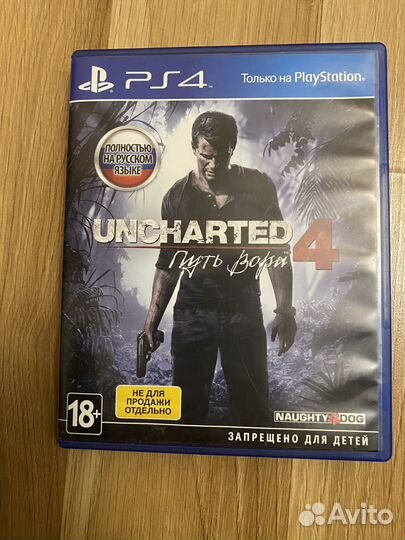 PS4
Только на PlayStation
ПОЛНОСТЬЮ
НА РУССКОМ
ЯЗЫКЕ
UNCHARTED 4
Путь вора
НЕ ДЛЯ
ПРОДАЖИ
ОТДЕЛЬНО
18+
NAUGHTY DOG
ЗАПРЕЩЕНО ДЛЯ ДЕТЕЙ
Avito